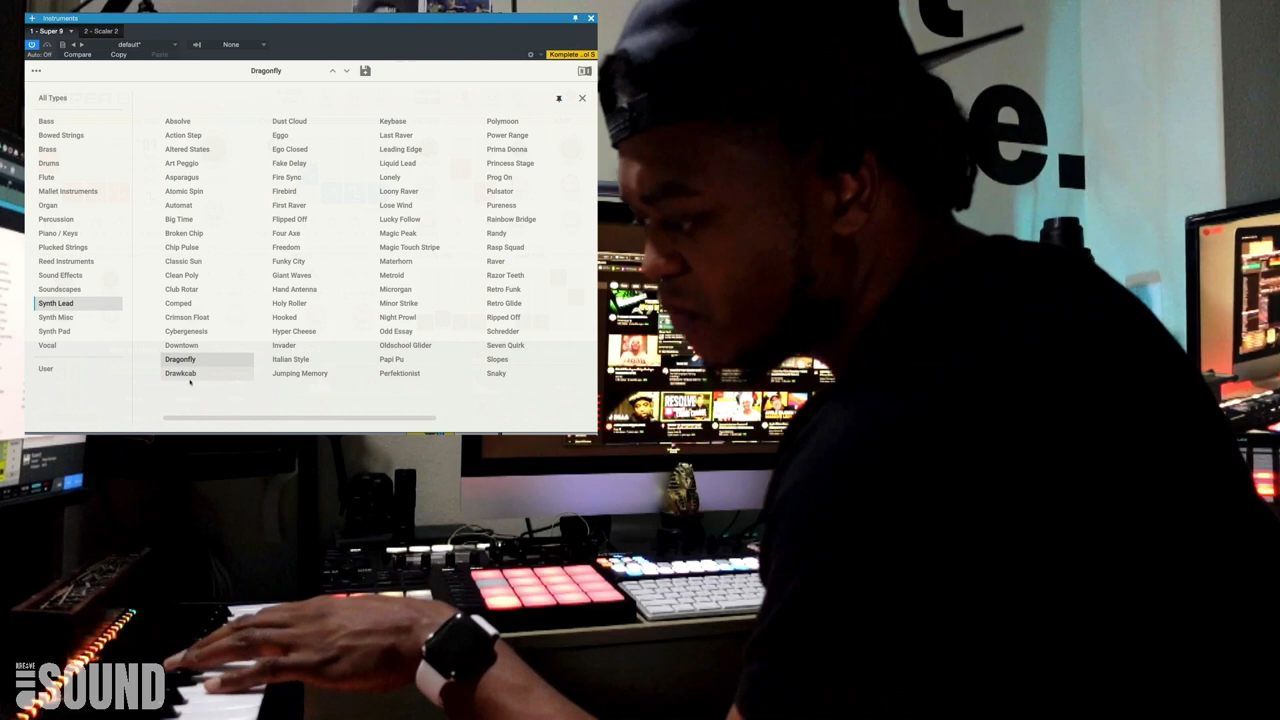 Instruments
1 - Super 9
2 - Scaler 2
default*
None
Auto: Off
Compare
Copy
Paste
Komplete ..ol S
Dragonfly
All Types
Bass
Bowed Strings
Brass
Drums
Flute
Mallet Instruments
Organ
Percussion
Piano / Keys
Plucked Strings
Reed Instruments
Sound Effects
Soundscapes
Synth Lead
Synth Misc
Synth Pad
Vocal
User
Absolve
Action Step
Altered States
Art Peggio
Asparagus
Atomic Spin
Automat
Big Time
Broken Chip
Chip Pulse
Classic Sun
Clean Poly
Club Rotar
Comped
Crimson Float
Cybergenesis
Downtown
Dragonfly
Drawkcab
Dust Cloud
Eggo
Ego Closed
Fake Delay
Fire Sync
Firebird
First Raver
Flipped Off
Four Axe
Freedom
Funky City
Giant Waves
Hand Antenna
Holy Roller
Hooked
Hyper Cheese
Invader
Italian Style
Jumping Memory
Keybase
Last Raver
Leading Edge
Liquid Lead
Lonely
Loony Raver
Lose Wind
Lucky Follow
Magic Peak
Magic Touch Stripe
Materhorn
Metroid
Microrgan
Minor Strike
Night Prowl
Odd Essay
Oldschool Glider
Papi Pu
Perfektionist
Polymoon
Power Range
Prima Donna
Princess Stage
Prog On
Pulsator
Pureness
Rainbow Bridge
Randy
Rasp Squad
Raver
Razor Teeth
Retro Funk
Retro Glide
Ripped Off
Schredder
Seven Quirk
Slopes
Snaky
t
e.
RESOLVE
SOUND